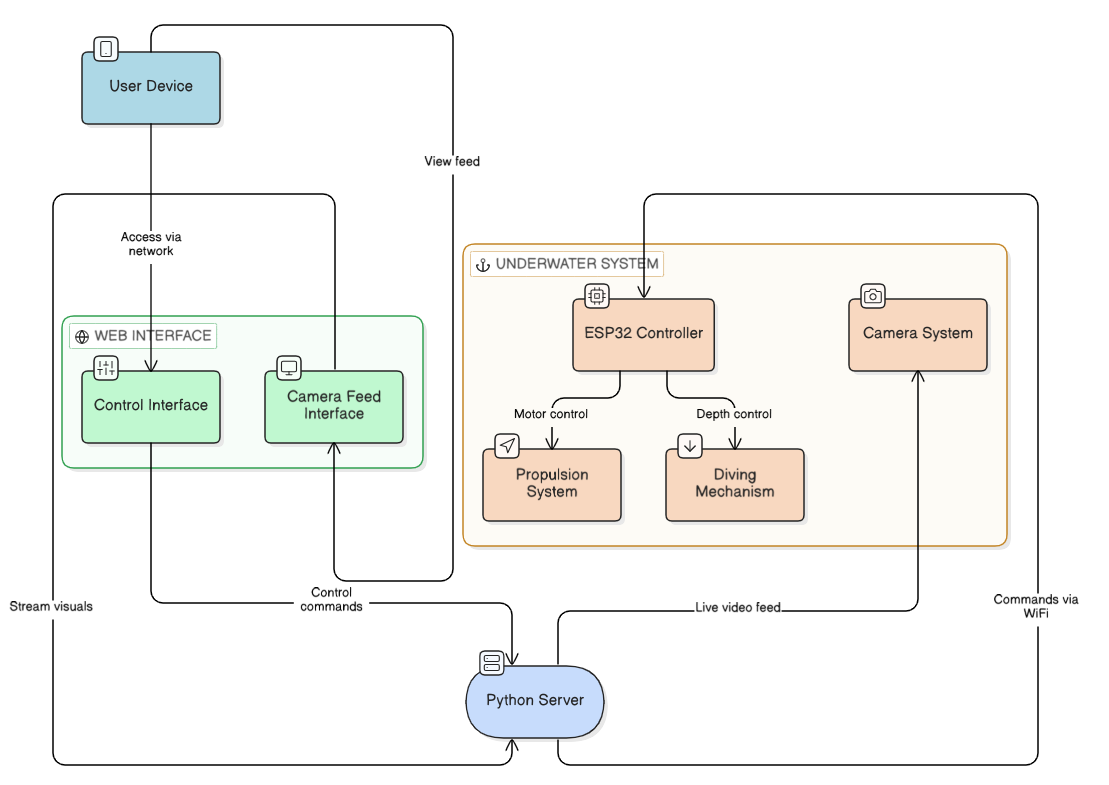 User Device
View feed
Access via
network
UNDERWATER SYSTEM
WEB INTERFACE
ESP32 Controller
Camera System
Control Interface
Camera Feed
Interface
Motor control
Depth control
Propulsion
System
Diving
Mechanism
Control
commands
Stream visuals
Live video feed
Commands via
WiFi
Python Server